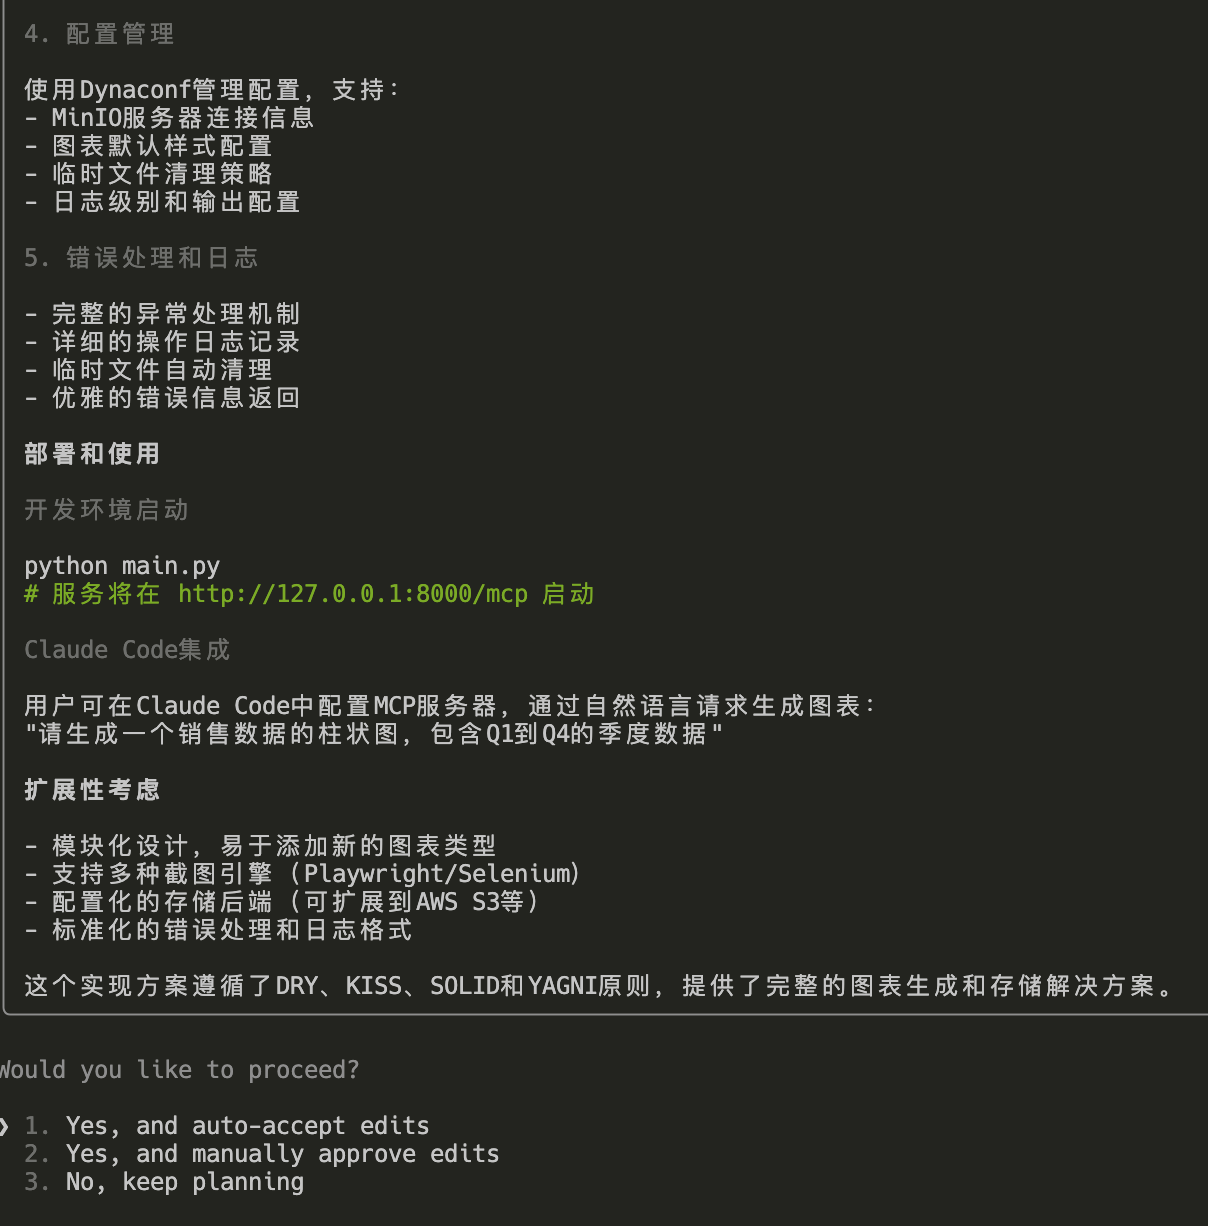 4. 配置管理
使用Dynaconf管理配置，支持：
- MinIO服务器连接信息
- 图表默认样式配置
- 临时文件清理策略
- 日志级别和输出配置
5. 错误处理和日志
- 完整的异常处理机制
- 详细的操作日志记录
- 临时文件自动清理
- 优雅的错误信息返回
部署和使用
开发环境启动
python main.py
# 服务将在 http://127.0.0.1:8000/mcp 启动
Claude Code集成
用户可在Claude Code中配置MCP服务器，通过自然语言请求生成图表：
"请生成一个销售数据的柱状图，包含Q1到Q4的季度数据"
扩展性考虑
- 模块化设计，易于添加新的图表类型
- 支持多种截图引擎（Playwright/Selenium）
- 配置化的存储后端（可扩展到AWS S3等）
- 标准化的错误处理和日志格式
这个实现方案遵循了DRY、KISS、SOLID和YAGNI原则，提供了完整的图表生成和存储解决方案。
Would you like to proceed?
❯ 1. Yes, and auto-accept edits
2. Yes, and manually approve edits
3. No, keep planning